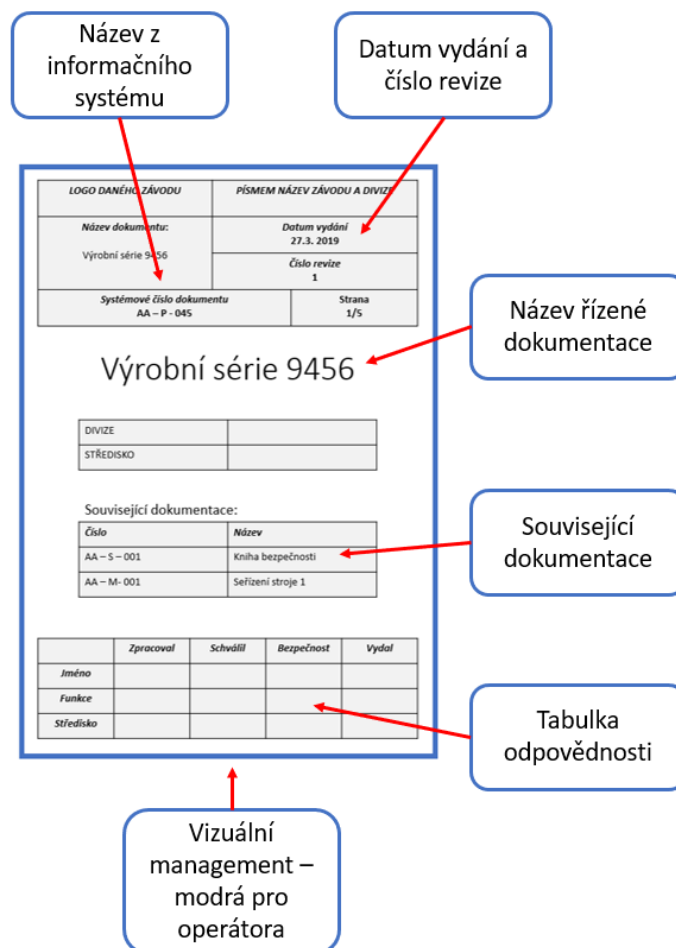 Název z
informačního
systému
Datum vydání a
číslo revize
LOGO DANÉHO ZÁVODU
PÍSMEM NÁZEV ZÁVODU A DIVIZE
Název dokumentu:
Výrobní série 9456
Datum vydání
27.3. 2019
Číslo revize
1
Systémové číslo dokumentu
AA – P - 045
Strana
1/5
Název řízené
dokumentace
Výrobní série 9456
DIVIZE
STŘEDISKO
Související dokumentace:
Číslo Název
AA – S – 001 Kniha bezpečnosti
AA – M- 001 Seřízení stroje 1
Související
dokumentace
Zpracoval Schválil Bezpečnost Vydal
Jméno
Funkce
Středisko
Tabulka
odpovědnosti
Vizuální
management –
modrá pro
operátora